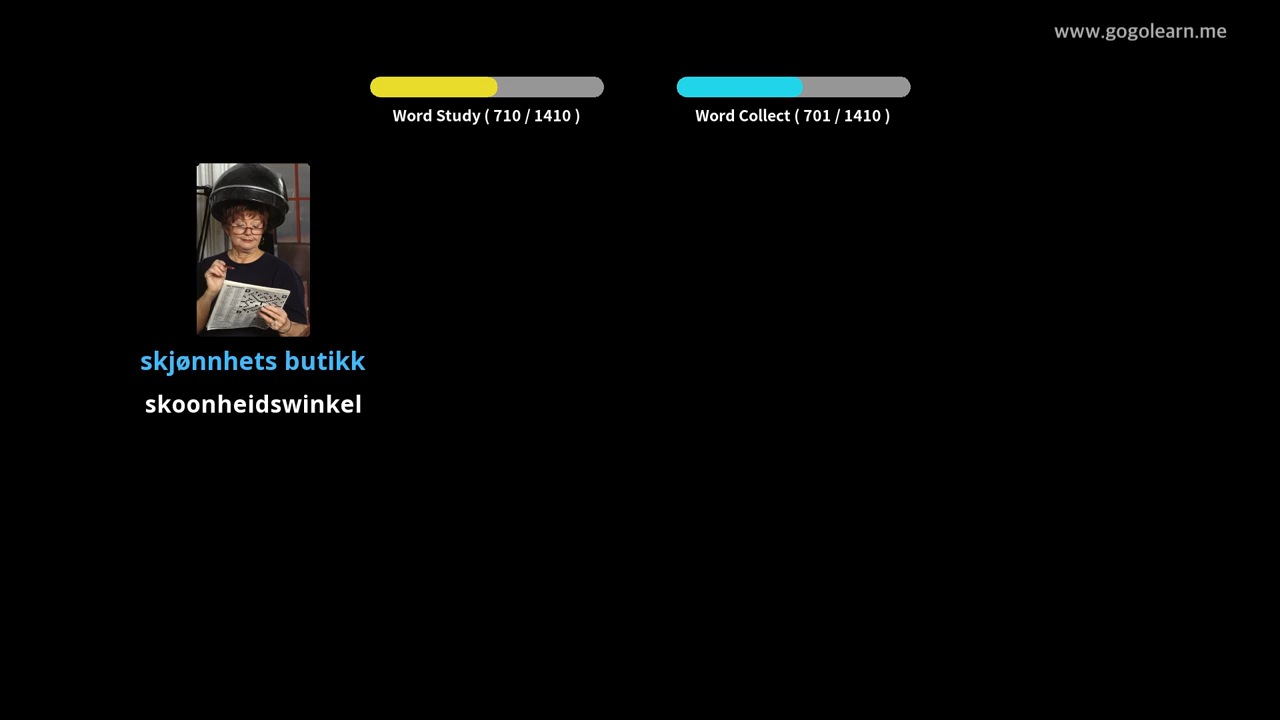 www.gogolearn.me
Word Study ( 710 / 1410 )
Word Collect ( 701 / 1410 )
skjønnhets butikk
skoonheidswinkel